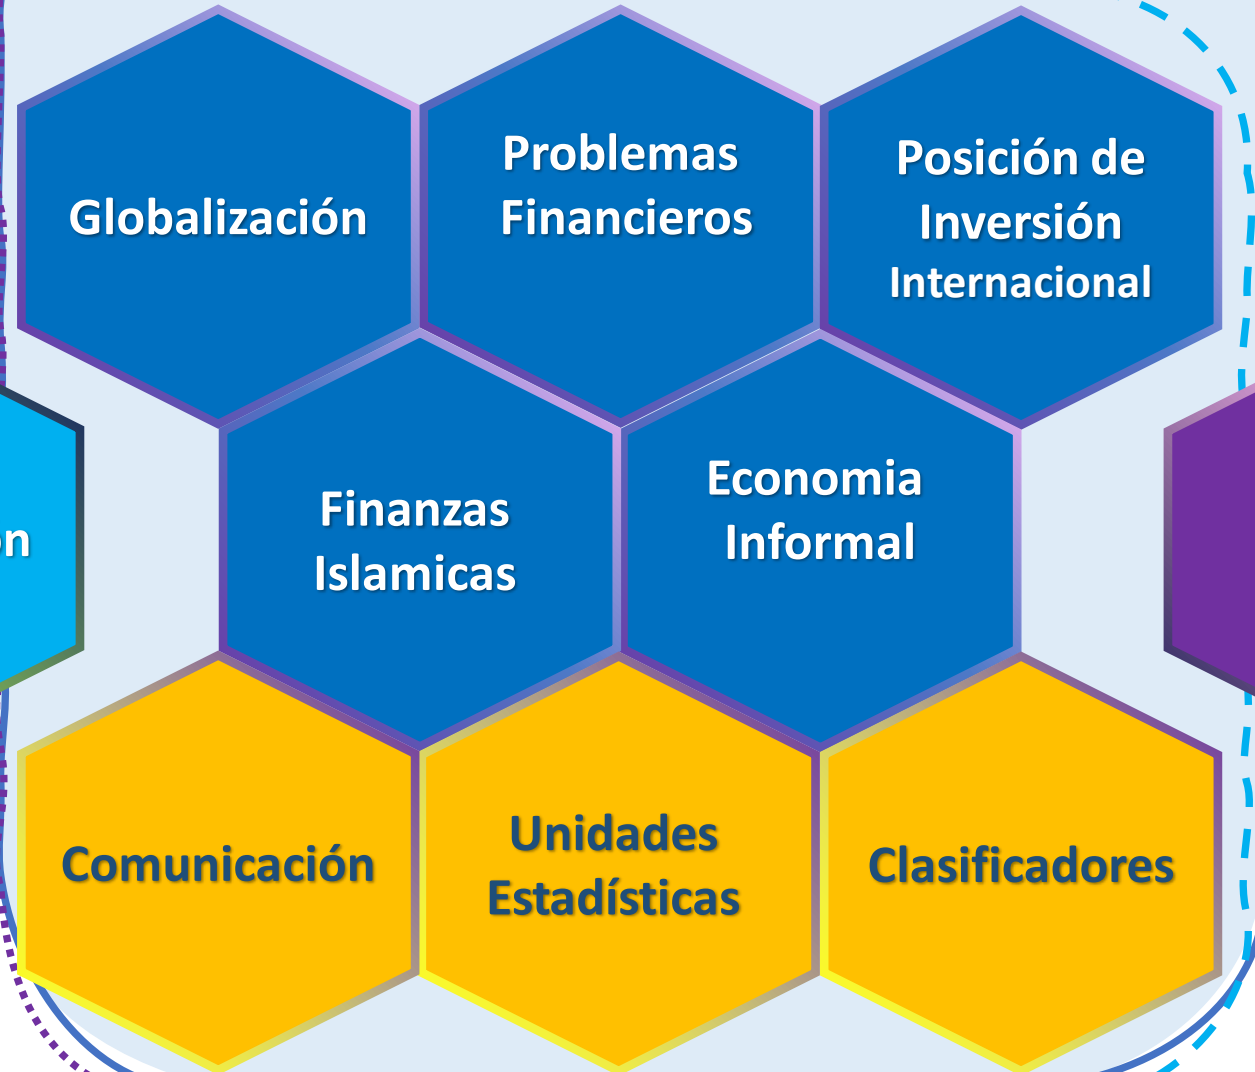 Globalización
Problemas
Financieros
Posición de
Inversión
Internacional
Finanzas
Islamicas
Economia
Informal
Comunicación
Unidades
Estadísticas
Clasificadores